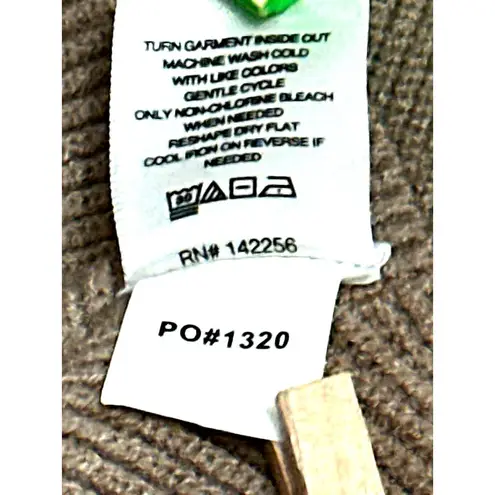 TURN GARMENT INSIDE OUT
MACHINE WASH COLD
WITH LIKE COLORS
GENTLE CYCLE
ONLY NON-CHLORINE BLEACH
WHEN NEEDED
RESHAPE DRY FLAT
COOL IRON ON REVERSE IF
NEEDED
30
RN# 142256
PO#1320